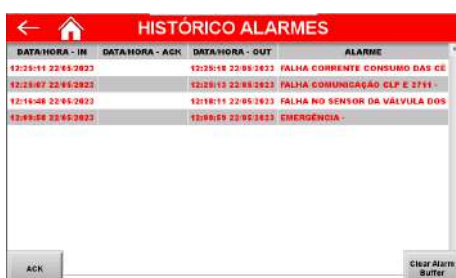 HISTÓRICO ALARMES
DATA/HORA - IN DATA/HORA - ACK DATA/HORA - OUT ALARME
12:25:11 22/05/2023 12:25:18 22/05/2023 FALHA CORRENTE CONSUMO DAS CÉ
12:25:07 22/05/2023 12:25:13 22/05/2023 FALHA COMUNICAÇÃO CLP E 2711 -
12:16:48 22/05/2023 12:18:11 22/05/2023 FALHA NO SENSOR DA VÁLVULA DOS
12:09:58 22/05/2023 12:09:59 22/05/2023 EMERGÊNCIA -
ACK
Clear Alarm
Buffer